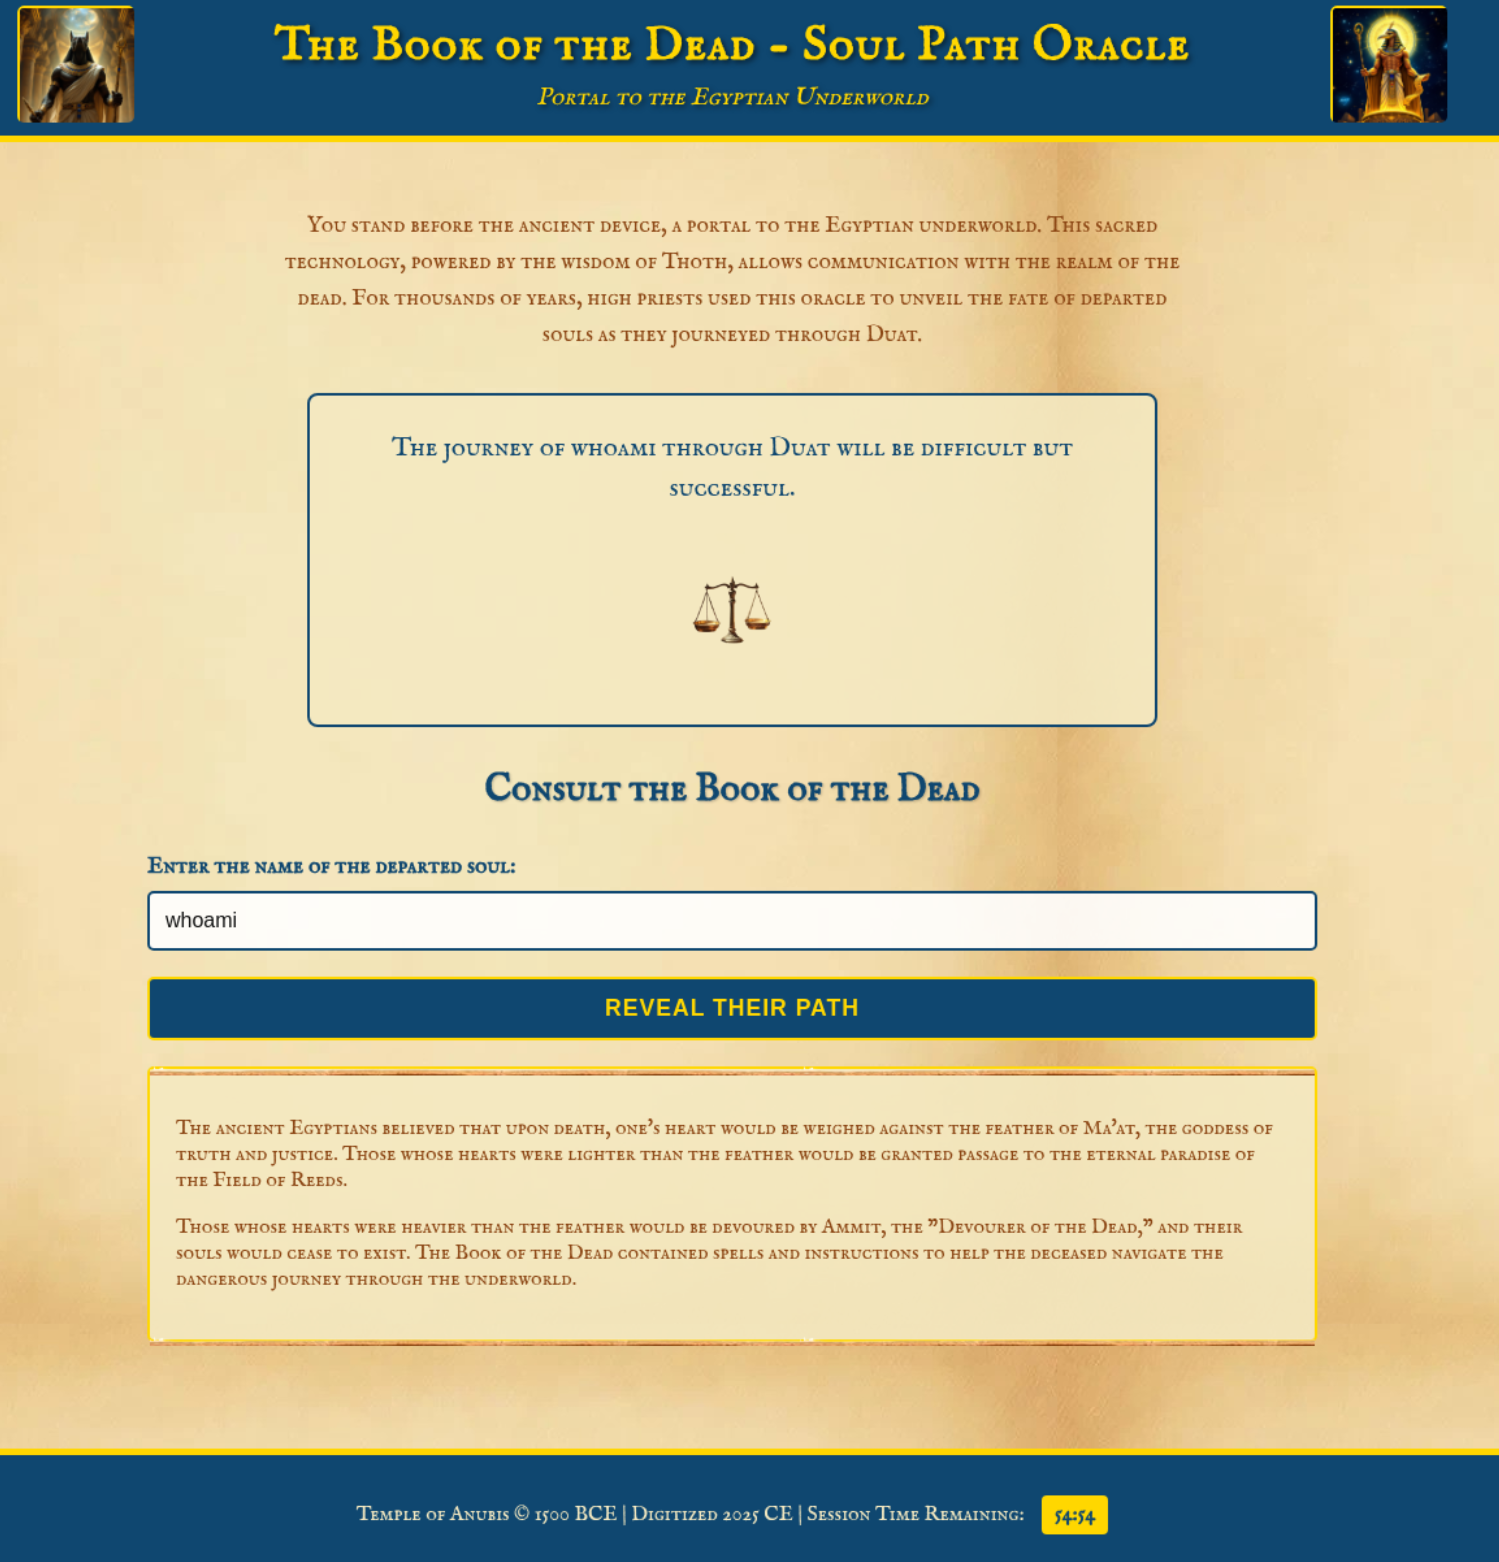 The Book of the Dead - Soul Path Oracle
Portal to the Egyptian Underworld
You stand before the ancient device, a portal to the Egyptian underworld. This sacred
technology, powered by the wisdom of Thoth, allows communication with the realm of the
dead. For thousands of years, high priests used this oracle to unveil the fate of departed
souls as they journeyed through Duat.
The journey of whoami through Duat will be difficult but
successful.
Consult the Book of the Dead
Enter the name of the departed soul:
whoami
REVEAL THEIR PATH
The ancient Egyptians believed that upon death, one's heart would be weighed against the feather of Ma'at, the goddess of
truth and justice. Those whose hearts were lighter than the feather would be granted passage to the eternal paradise of
the Field of Reeds.
Those whose hearts were heavier than the feather would be devoured by Ammit, the "Devourer of the Dead," and their
souls would cease to exist. The Book of the Dead contained spells and instructions to help the deceased navigate the
dangerous journey through the underworld.
Temple of Anubis © 1500 BCE | Digitized 2025 CE | Session Time Remaining: 54:54